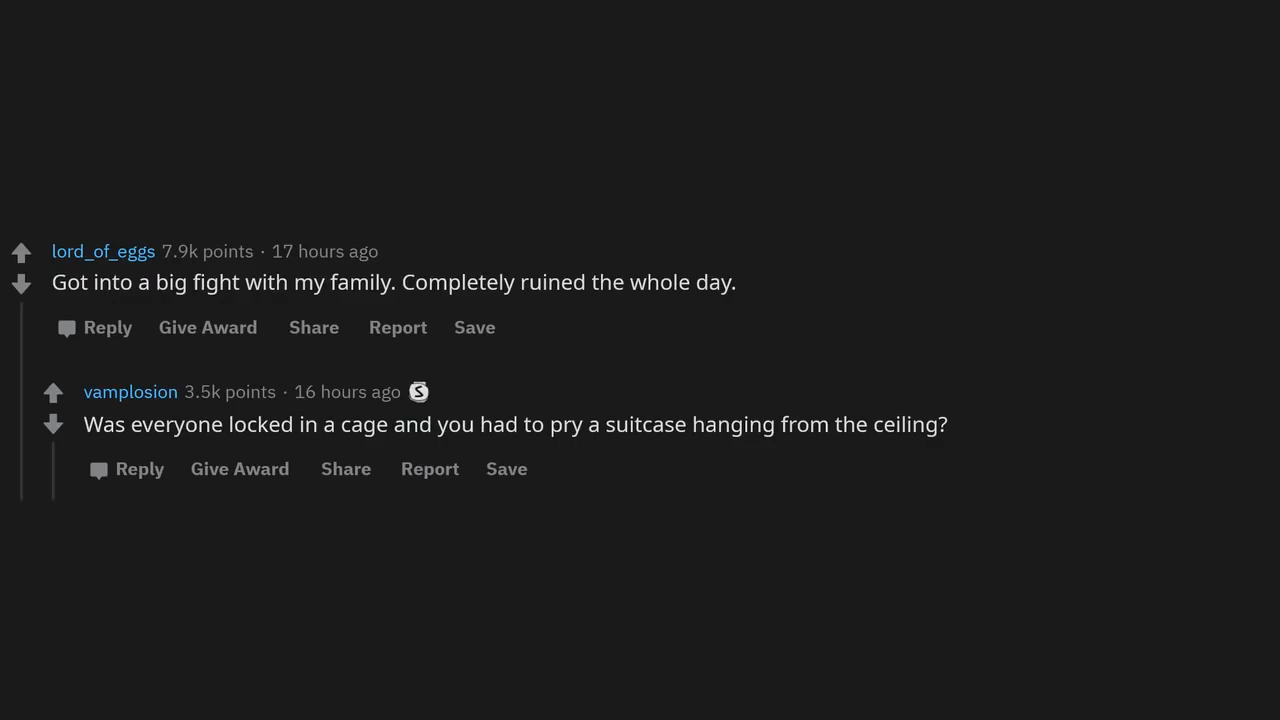 lord_of_eggs 7.9k points · 17 hours ago
Got into a big fight with my family. Completely ruined the whole day.
Reply Give Award Share Report Save
vamplosion 3.5k points · 16 hours ago S
Was everyone locked in a cage and you had to pry a suitcase hanging from the ceiling?
Reply Give Award Share Report Save